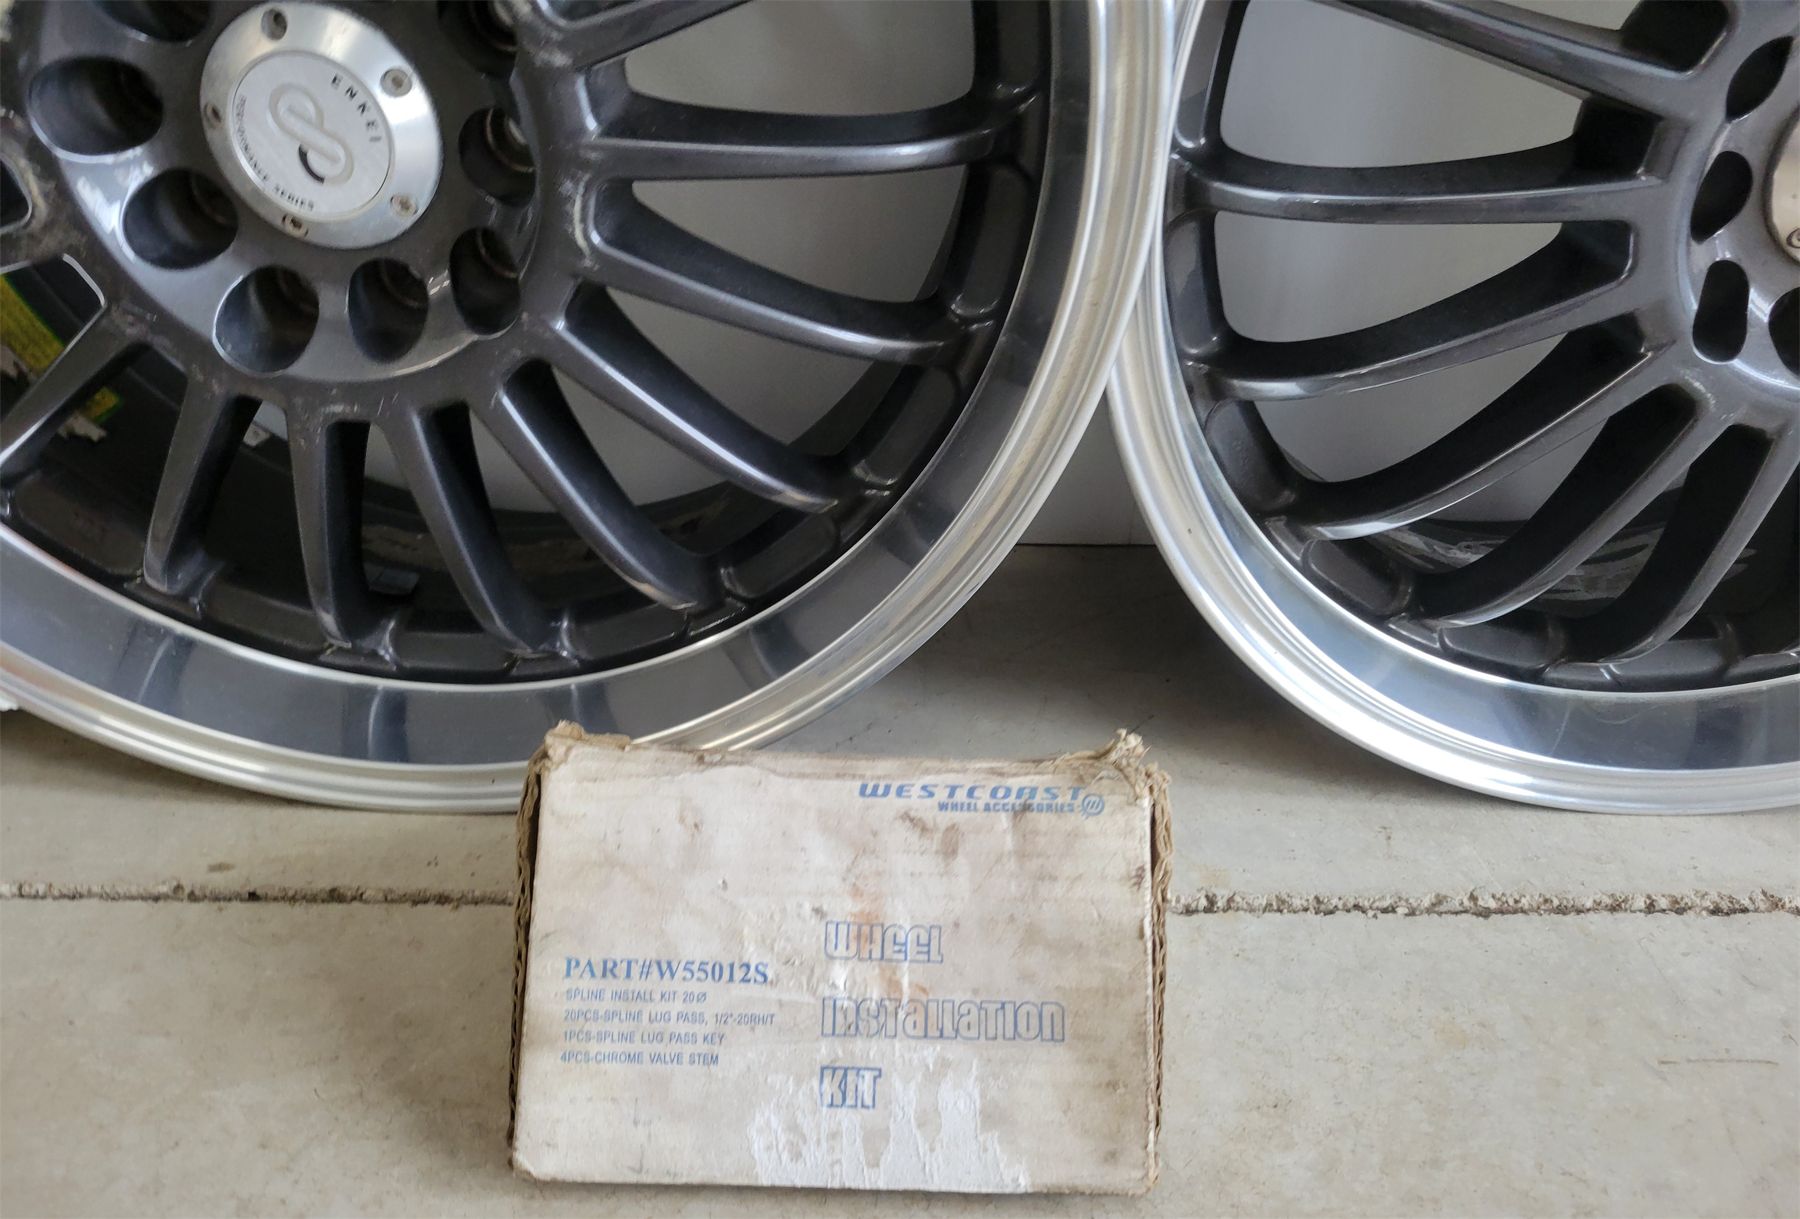 ENKEI
PERFORMANCE SERIES
WESTCOAST
WHEEL ACCESSORIES
PART#W55012S
SPLINE INSTALL KIT 20Ø
20PCS-SPLINE LUG PASS, 1/2"-20RH/T
1PCS-SPLINE LUG PASS KEY
4PCS-CHROME VALVE STEM
WHEEL
INSTALLATION
KIT